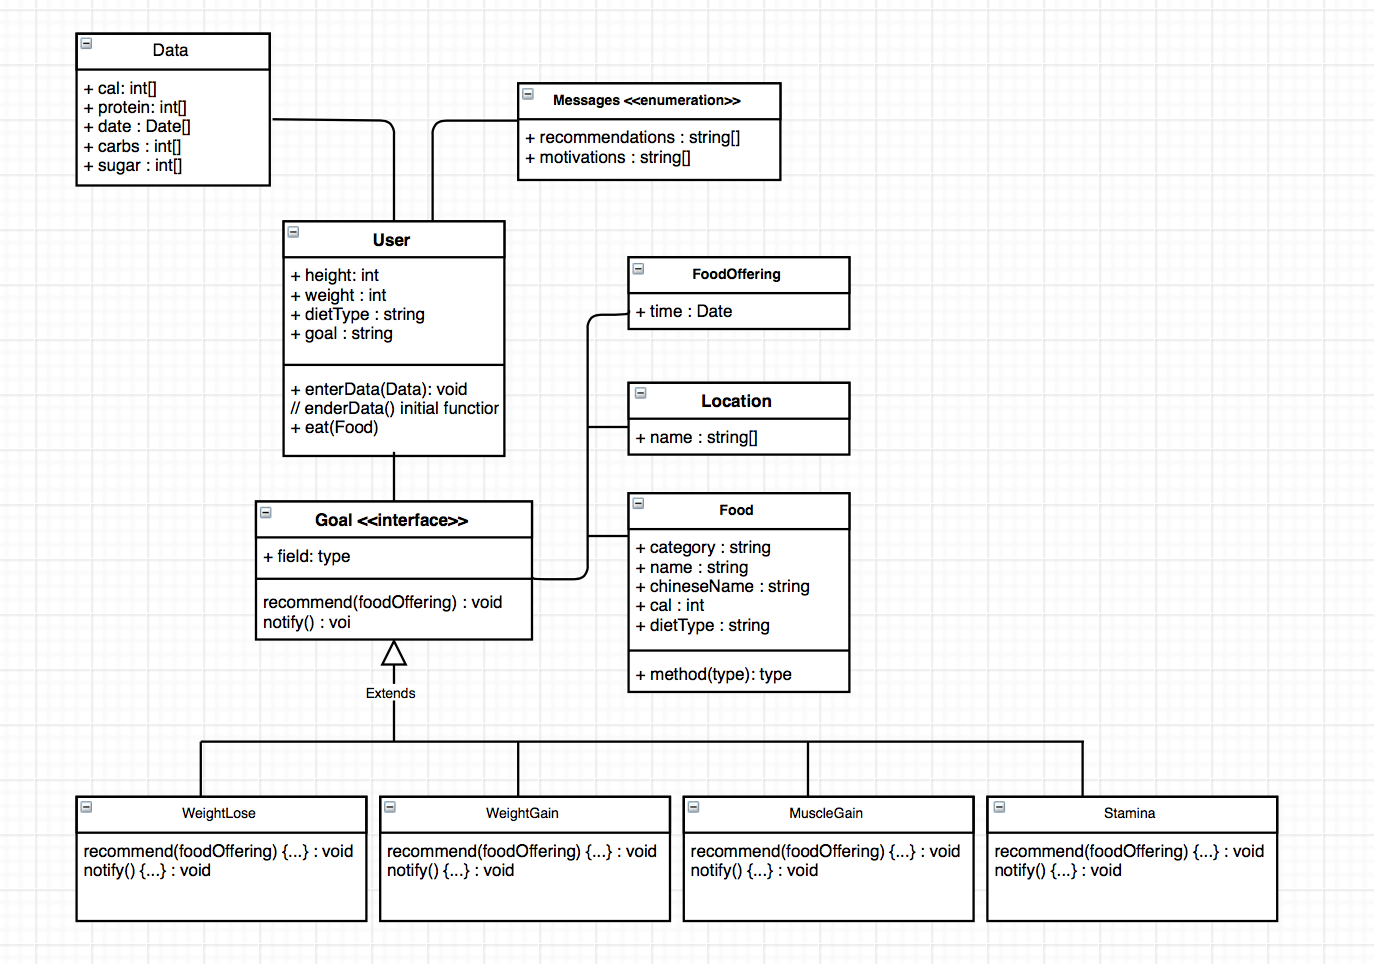 Data
+ cal: int[]
+ protein: int[]
+ date : Date[]
+ carbs : int[]
+ sugar : int[]
Messages <<enumeration>>
+ recommendations : string[]
+ motivations : string[]
User
+ height: int
+ weight : int
+ dietType : string
+ goal : string
+ enterData(Data): void
// enderData() initial functior
+ eat(Food)
FoodOffering
+ time : Date
Location
+ name : string[]
Food
+ category : string
+ name : string
+ chineseName : string
+ cal : int
+ dietType : string
+ method(type): type
Goal <<interface>>
+ field: type
recommend(foodOffering) : void
notify() : voi
Extends
WeightLose
recommend(foodOffering) {...} : void
notify() {...} : void
WeightGain
recommend(foodOffering) {...} : void
notify() {...} : void
MuscleGain
recommend(foodOffering) {...} : void
notify() {...} : void
Stamina
recommend(foodOffering) {...} : void
notify() {...} : void